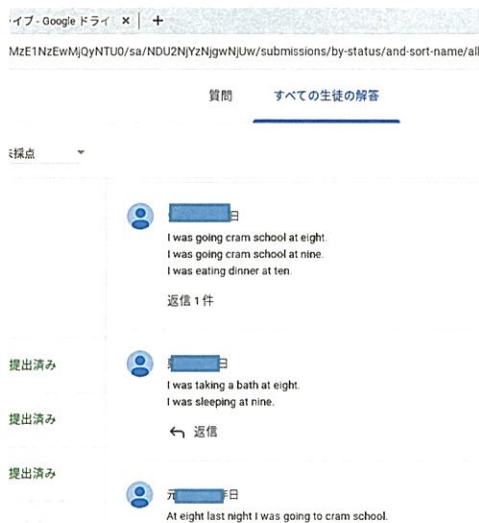 イブ - Google ドライ × | +
MzE1NzEwMjQyNTU0/sa/NDU2NjYzNjgwNjUw/submissions/by-status/and-sort-name/all
質問 すべての生徒の解答
採点
日
I was going cram school at eight.
I was going cram school at nine.
I was eating dinner at ten.
返信 1 件
提出済み
日
I was taking a bath at eight.
I was sleeping at nine.
提出済み
返信
提出済み
元 日
At eight last night I was going to cram school.